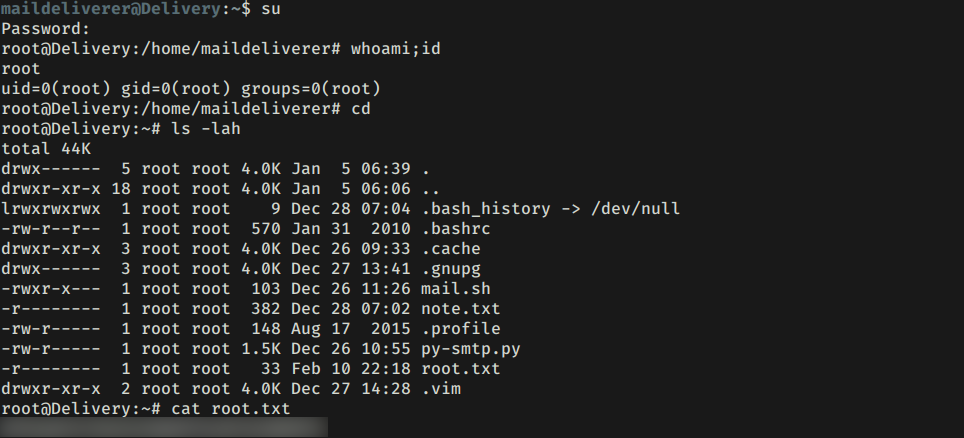 maildeliverer@Delivery:~$ su
Password:
root@Delivery:/home/maildeliverer# whoami;id
root
uid=0(root) gid=0(root) groups=0(root)
root@Delivery:/home/maildeliverer# cd
root@Delivery:~# ls -lah
total 44K
drwx------  5 root root 4.0K Jan  5 06:39 .
drwxr-xr-x 18 root root 4.0K Jan  5 06:06 ..
lrwxrwxrwx  1 root root    9 Dec 28 07:04 .bash_history -> /dev/null
-rw-r--r--  1 root root  570 Jan 31  2010 .bashrc
drwxr-xr-x  3 root root 4.0K Dec 26 09:33 .cache
drwx------  3 root root 4.0K Dec 27 13:41 .gnupg
-rwxr-x---  1 root root  103 Dec 26 11:26 mail.sh
-r--------  1 root root  382 Dec 28 07:02 note.txt
-rw-r-----  1 root root  148 Aug 17  2015 .profile
-rw-r-----  1 root root 1.5K Dec 26 10:55 py-smtp.py
-r--------  1 root root   33 Feb 10 22:18 root.txt
drwxr-xr-x  2 root root 4.0K Dec 27 14:28 .vim
root@Delivery:~# cat root.txt